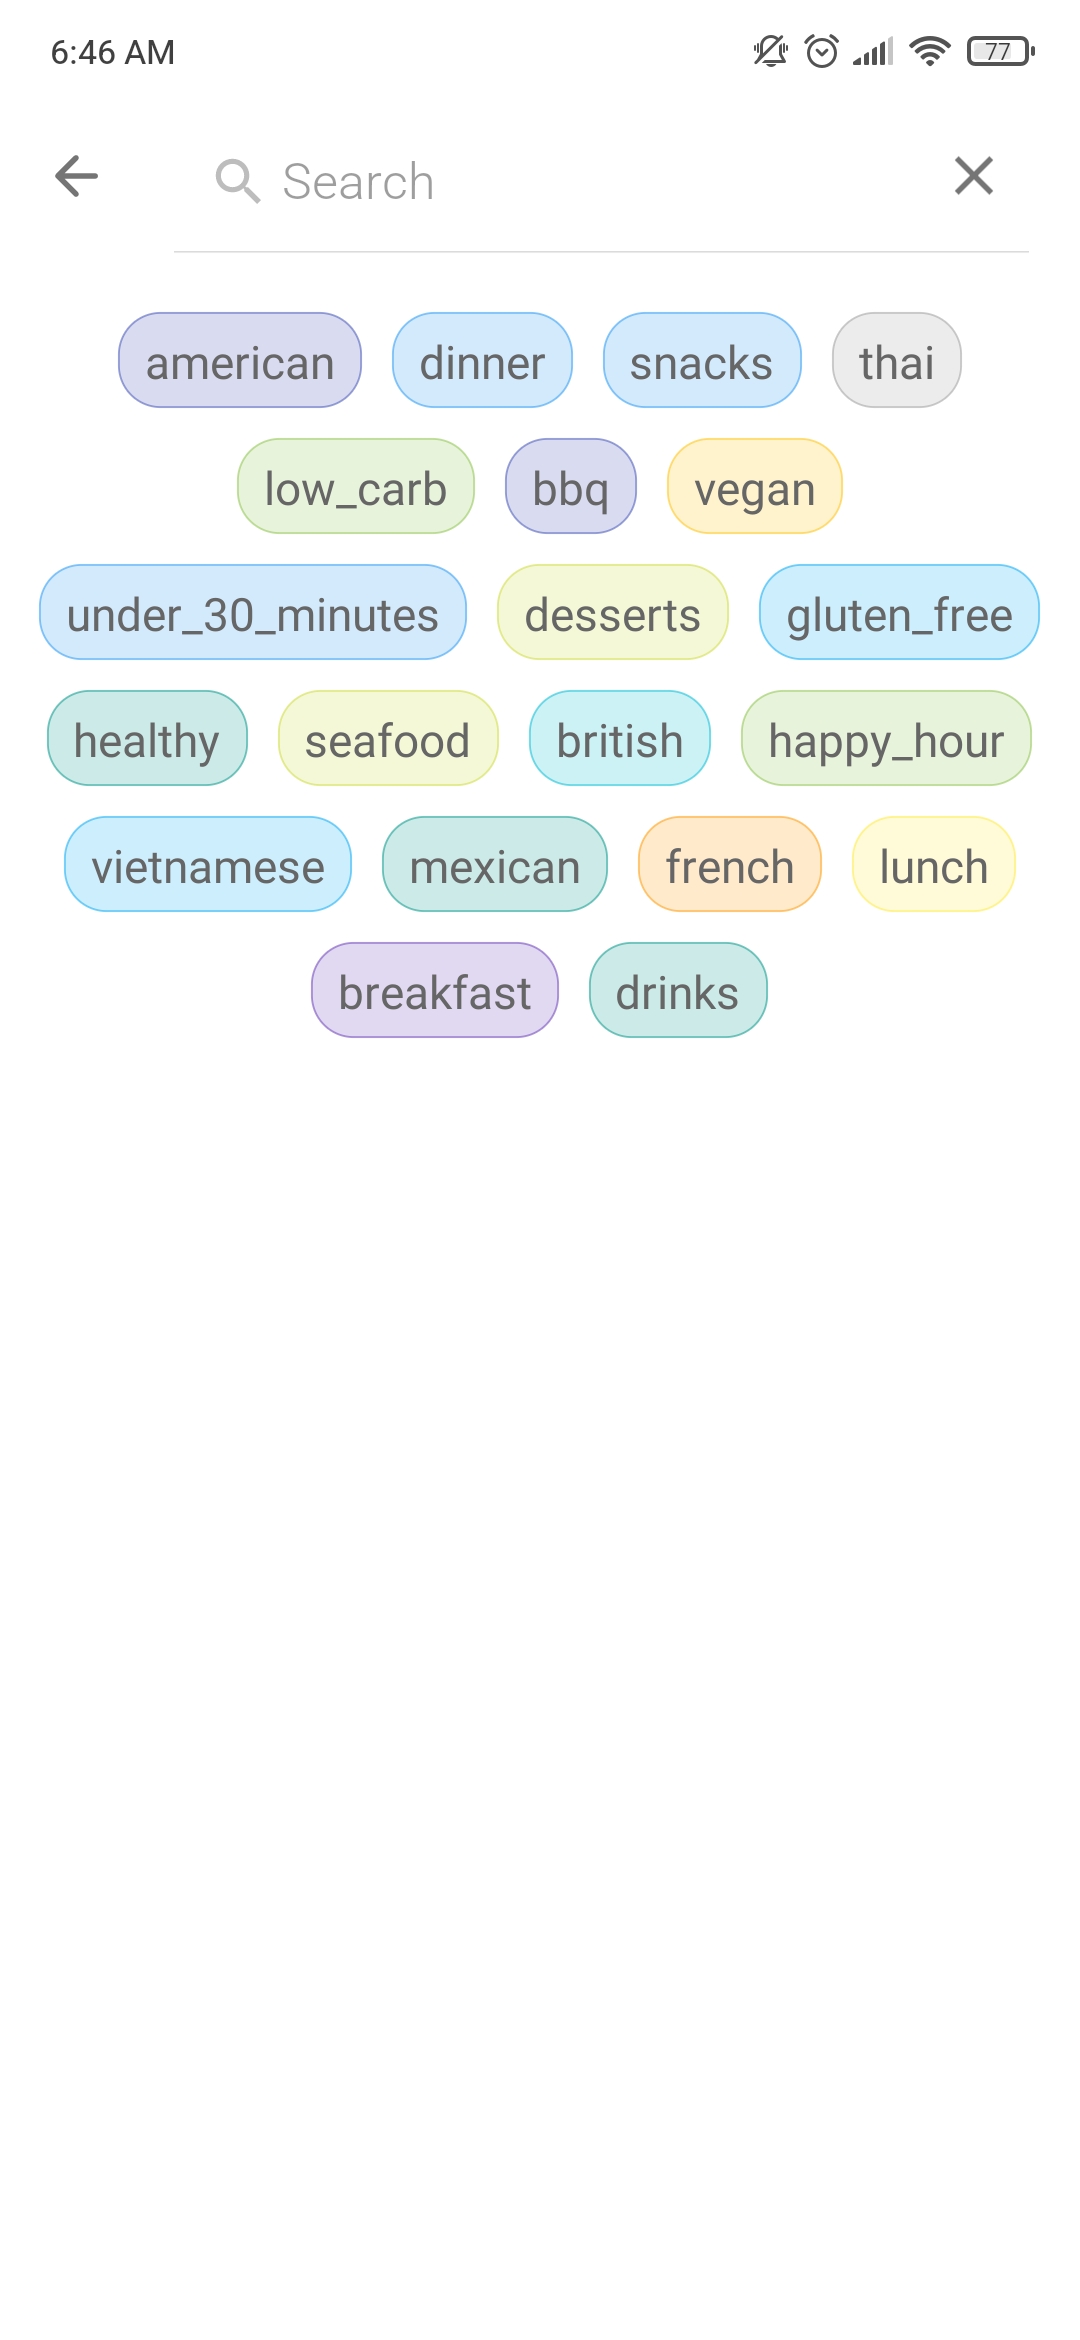 6:46 AM 77
Search
american dinner snacks thai
low_carb bbq vegan
under_30_minutes desserts gluten_free
healthy seafood british happy_hour
vietnamese mexican french lunch
breakfast drinks